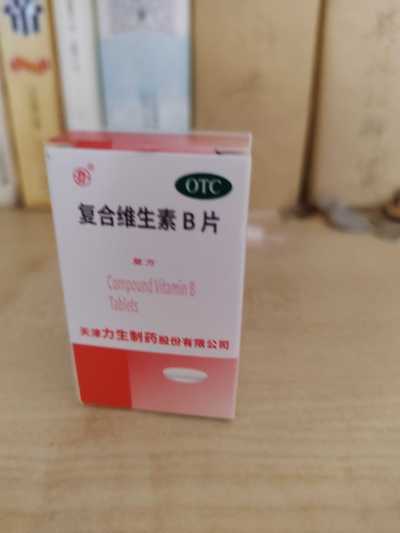 帝
OTC
复合维生素 B 片
复方
Compound Vitamin B
Tablets
天津力生制药股份有限公司